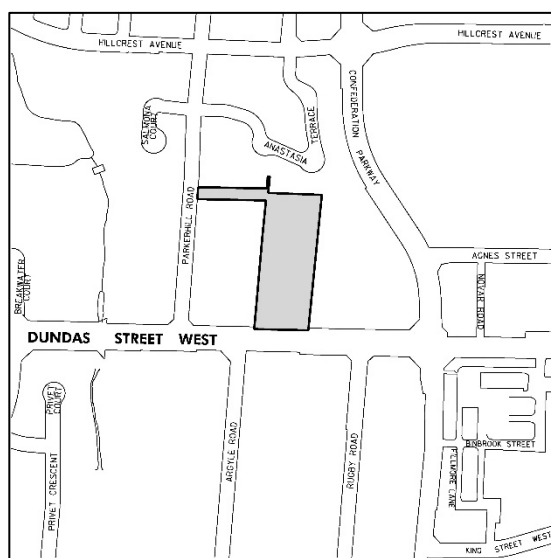 HILLCREST AVENUE
HILLCREST AVENUE
CONFEDERATION
PARKWAY
SALMONA
COURT
ANASTASIA
TERRACE
PARKERHILL ROAD
AGNES STREET
NOVAR ROAD
BREAKWATER
COURT
DUNDAS STREET WEST
PRIVET
COURT
PRIVET CRESCENT
ARGYLE ROAD
RUGBY ROAD
FILLMORE LANE
BINBROOK STREET
KING STREET WEST